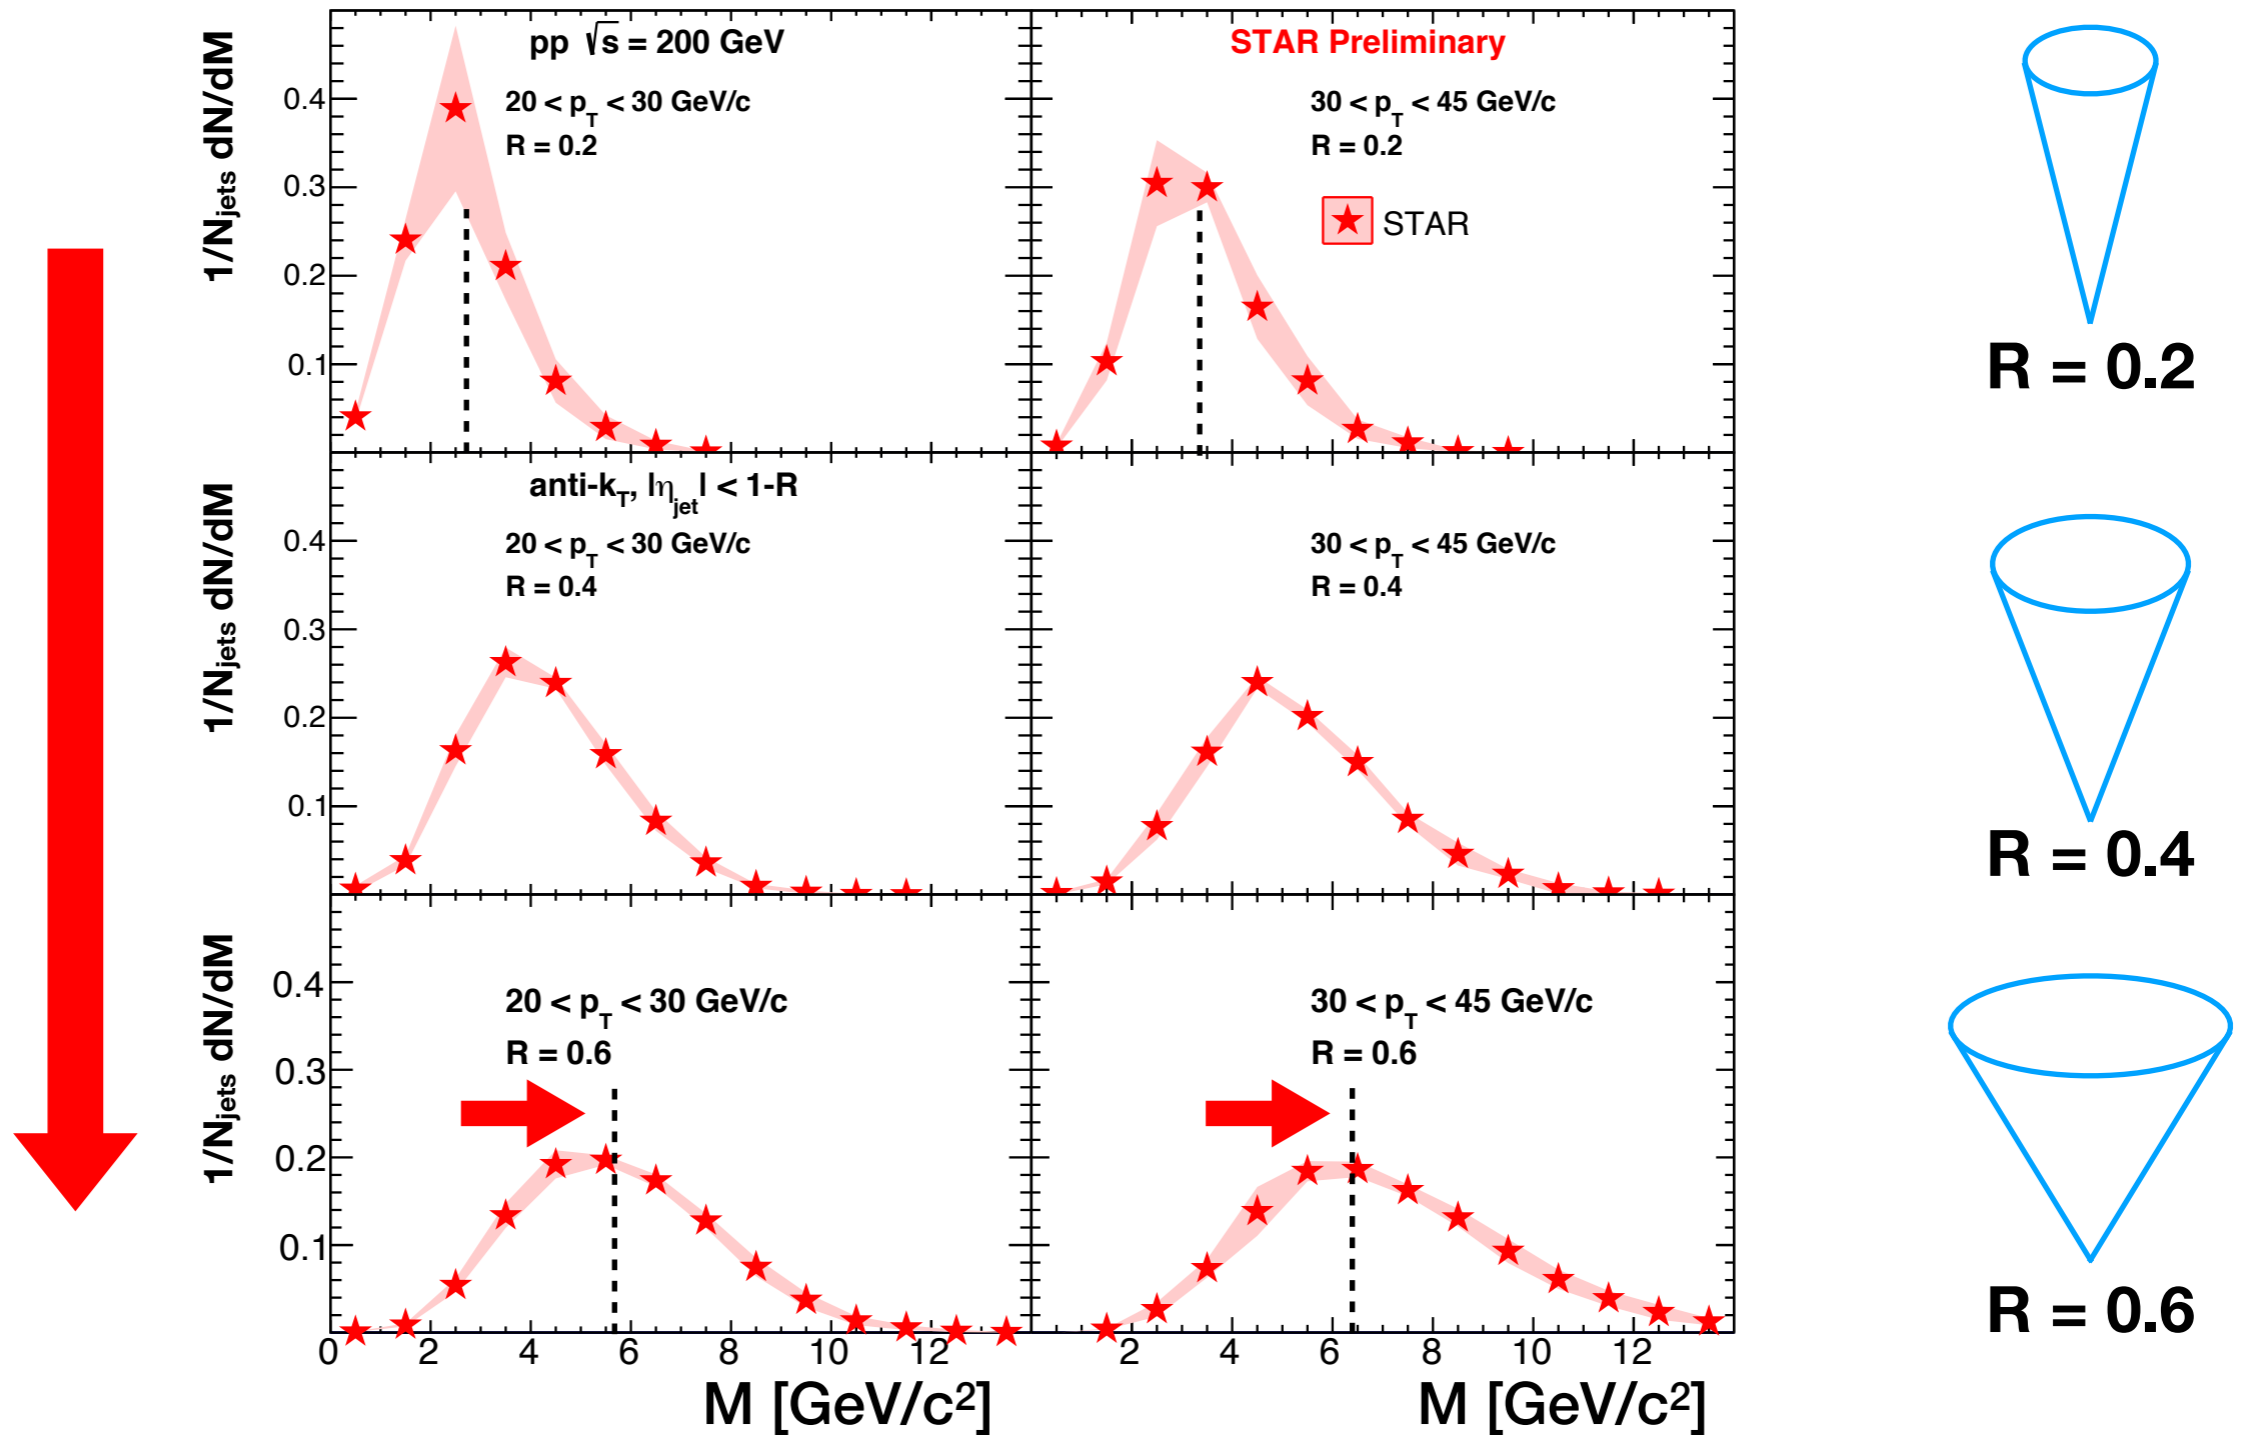 pp √s = 200 GeV
STAR Preliminary
20 < p_T < 30 GeV/c
R = 0.2
30 < p_T < 45 GeV/c
R = 0.2
STAR
1/N_jets dN/dM
0.4
0.3
0.2
0.1
R = 0.2
anti-k_T, |η_jet| < 1-R
20 < p_T < 30 GeV/c
R = 0.4
30 < p_T < 45 GeV/c
R = 0.4
1/N_jets dN/dM
0.4
0.3
0.2
0.1
R = 0.4
20 < p_T < 30 GeV/c
R = 0.6
30 < p_T < 45 GeV/c
R = 0.6
1/N_jets dN/dM
0.4
0.3
0.2
0.1
R = 0.6
0 2 4 6 8 10 12
2 4 6 8 10 12
M [GeV/c²]
M [GeV/c²]